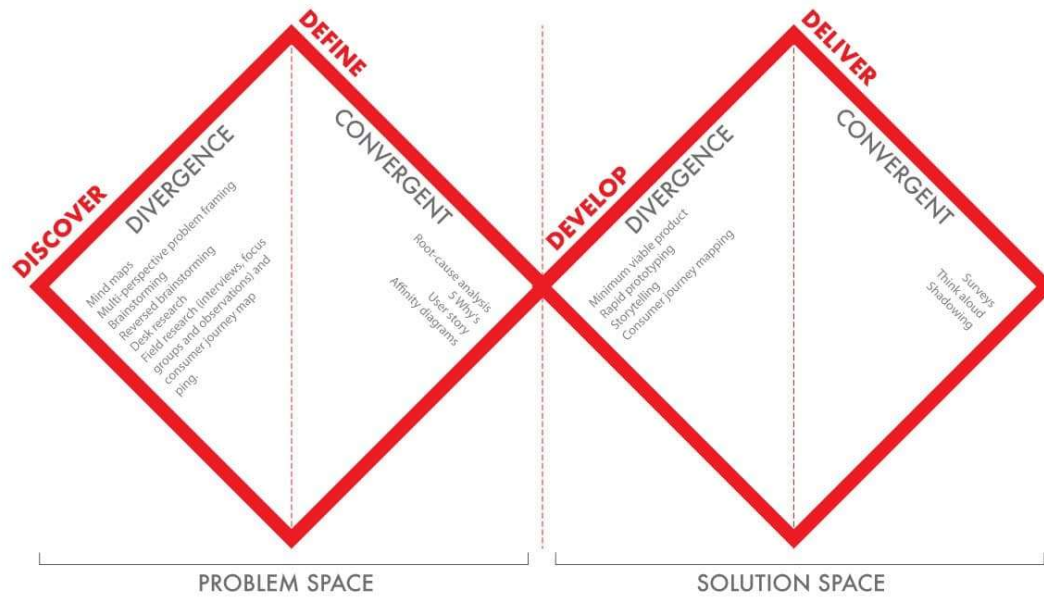 DISCOVER
DIVERGENCE
Mind maps
Multi-perspective problem framing
Brainstorming
Reversed brainstorming
Desk research
Field research (interviews, focus
groups and observations) and
consumer journey map
ping.
DEFINE
CONVERGENT
Root-cause analysis
5 Why's
User story
Affinity diagrams
DEVELOP
DIVERGENCE
Minimum viable product
Rapid prototyping
Storytelling
Consumer journey mapping
DELIVER
CONVERGENT
Surveys
Think aloud
Shadowing
PROBLEM SPACE
SOLUTION SPACE